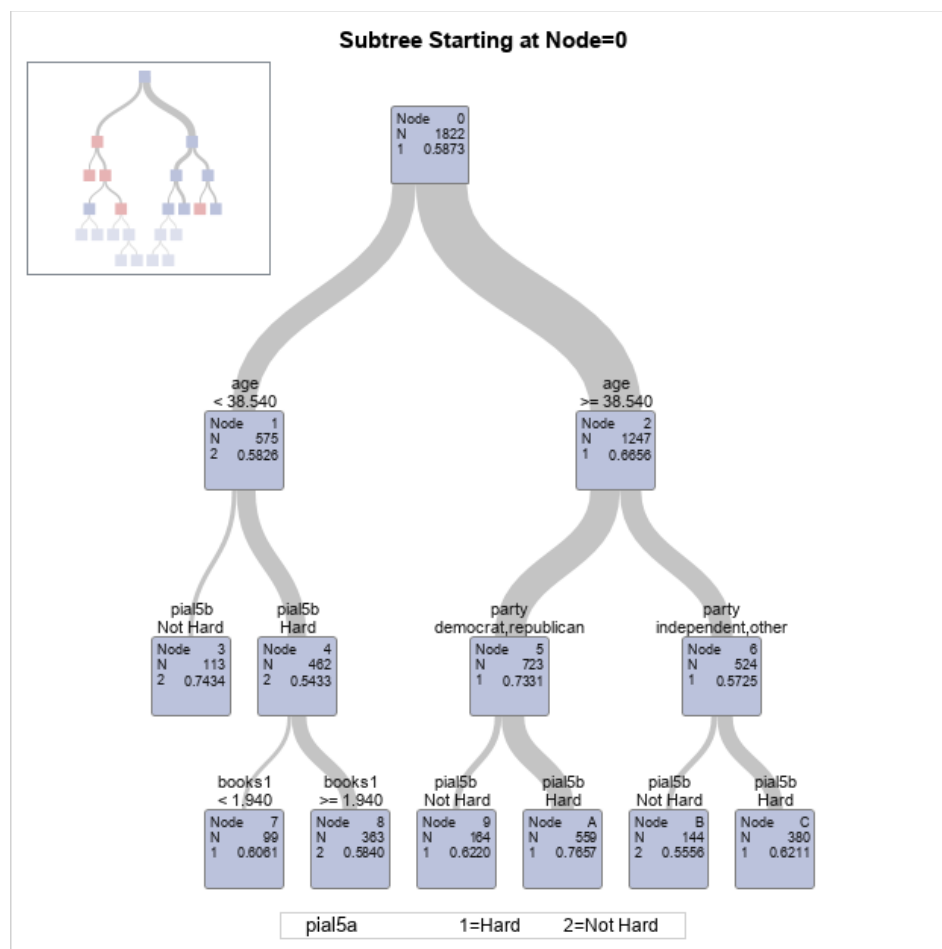 Subtree Starting at Node=0
Node 0
N 1822
1 0.5873
age
< 38.540
Node 1
N 575
2 0.5826
age
>= 38.540
Node 2
N 1247
1 0.6656
pial5b
Not Hard
Node 3
N 113
2 0.7434
pial5b
Hard
Node 4
N 462
2 0.5433
party
democrat,republican
Node 5
N 723
1 0.7331
party
independent,other
Node 6
N 524
1 0.5725
books1
< 1.940
Node 7
N 99
1 0.6061
books1
>= 1.940
Node 8
N 363
2 0.5840
pial5b
Not Hard
Node 9
N 164
1 0.6220
pial5b
Hard
Node A
N 559
1 0.7657
pial5b
Not Hard
Node B
N 144
2 0.5556
pial5b
Hard
Node C
N 380
1 0.6211
pial5a 1=Hard 2=Not Hard